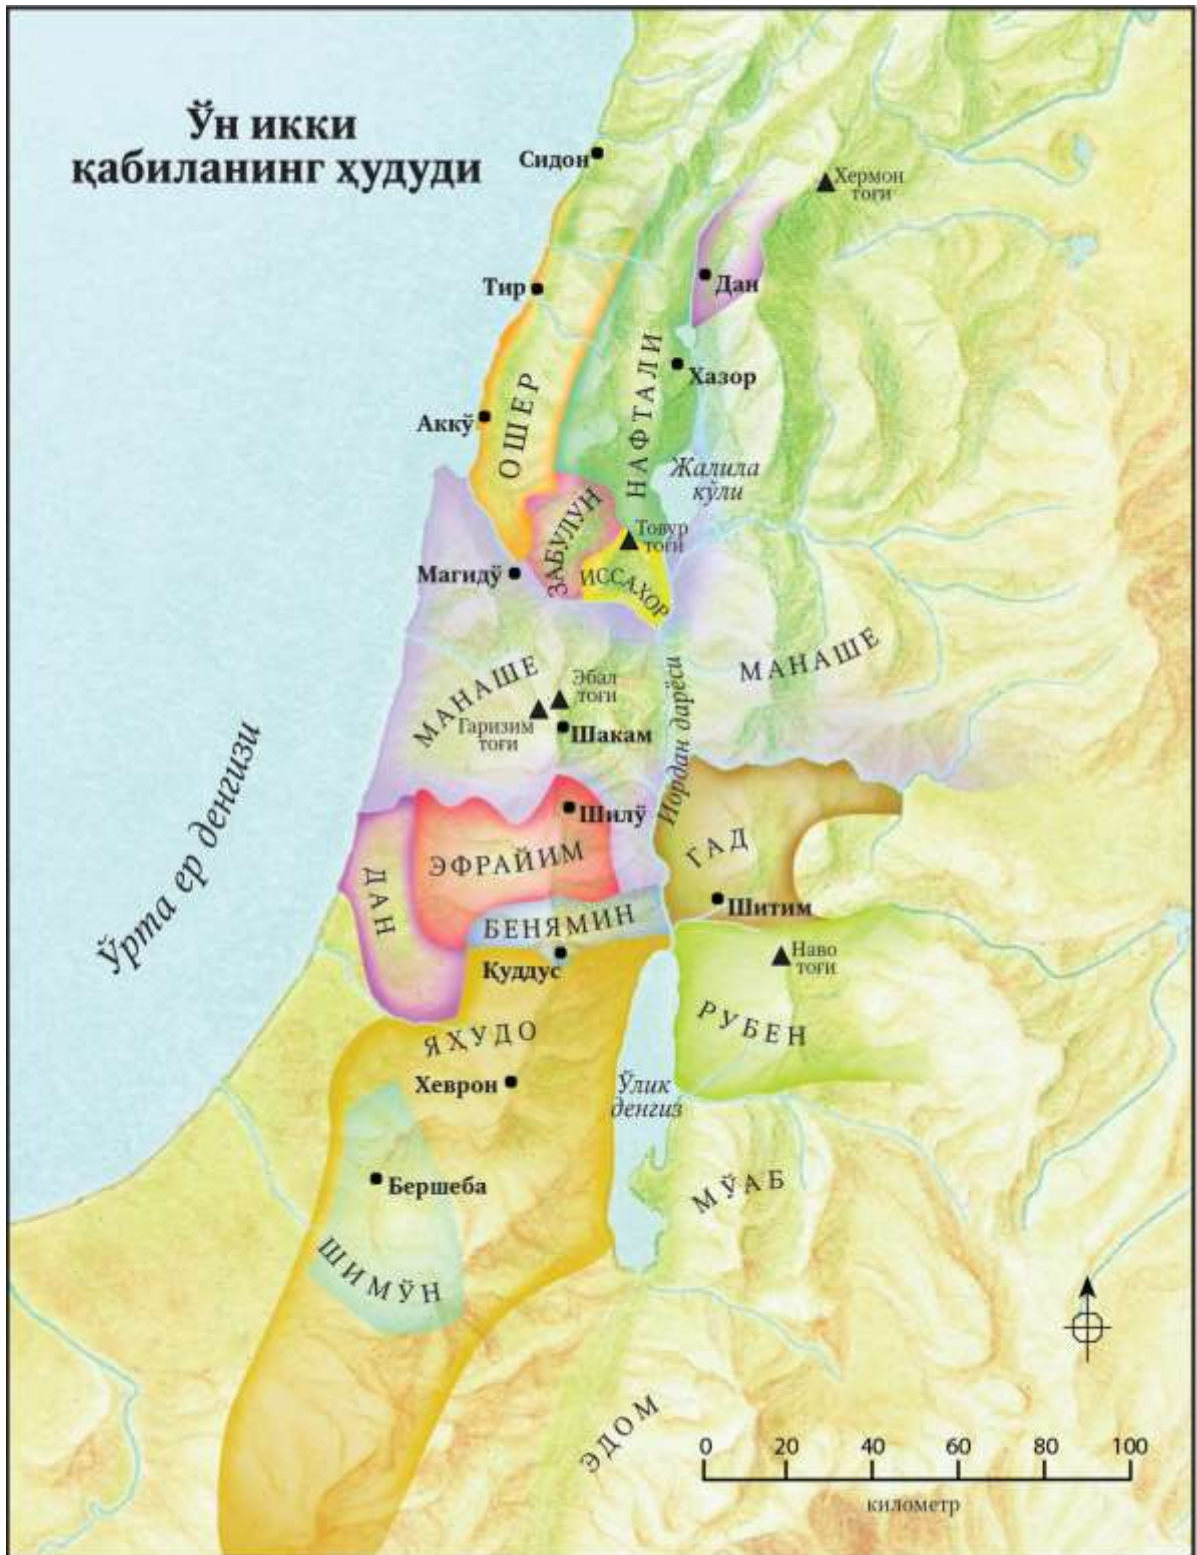 Ўн икки
қабиланинг ҳудуди
Сидон
Хермон
тоғи
Тир
Дан
НАФТАЛИ
Хазор
ОШЕР
Аккў
Жалила
кўли
ЗАБУЛУН
Товур
тоғи
Магидў
ИССАХОР
МАНАШЕ
МАНАШЕ
Эбал
тоғи
Гаризим
тоғи
Шакам
Иордан дарёси
Ўрта ер денгизи
Шилў
ЭФРАЙИМ
ГАД
ДАН
Шитим
БЕНЯМИН
Қуддус
Наво
тоғи
РУБЕН
ЯҲУДО
Хеврон
Ўлик
денгиз
Бершеба
МЎАБ
ШИМЎН
ЭДОМ
0 20 40 60 80 100
километр